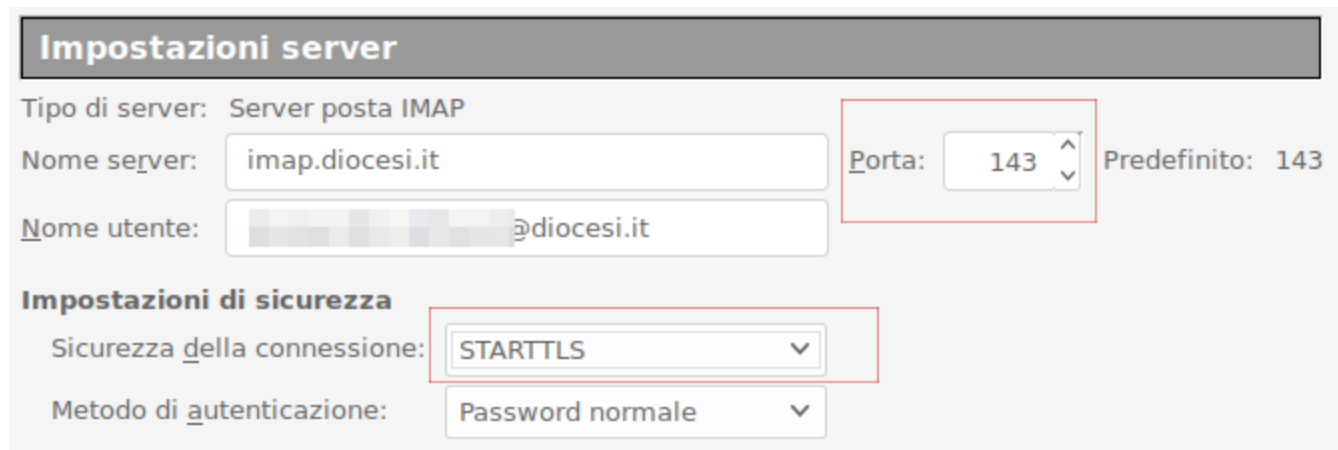 Impostazioni server
Tipo di server: Server posta IMAP
Nome server: imap.diocesi.it Porta: 143 Predefinito: 143
Nome utente: @diocesi.it
Impostazioni di sicurezza
Sicurezza della connessione: STARTTLS
Metodo di autenticazione: Password normale